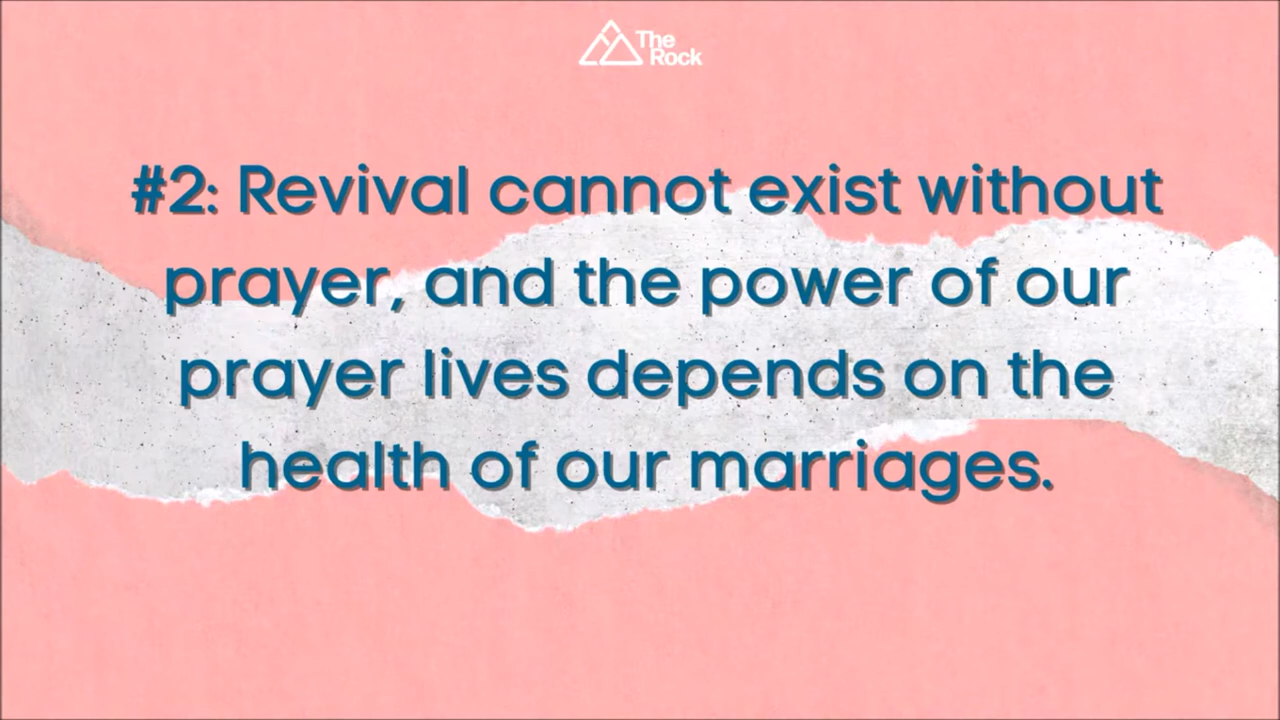 The
Rock
#2: Revival cannot exist without
prayer, and the power of our
prayer lives depends on the
health of our marriages.